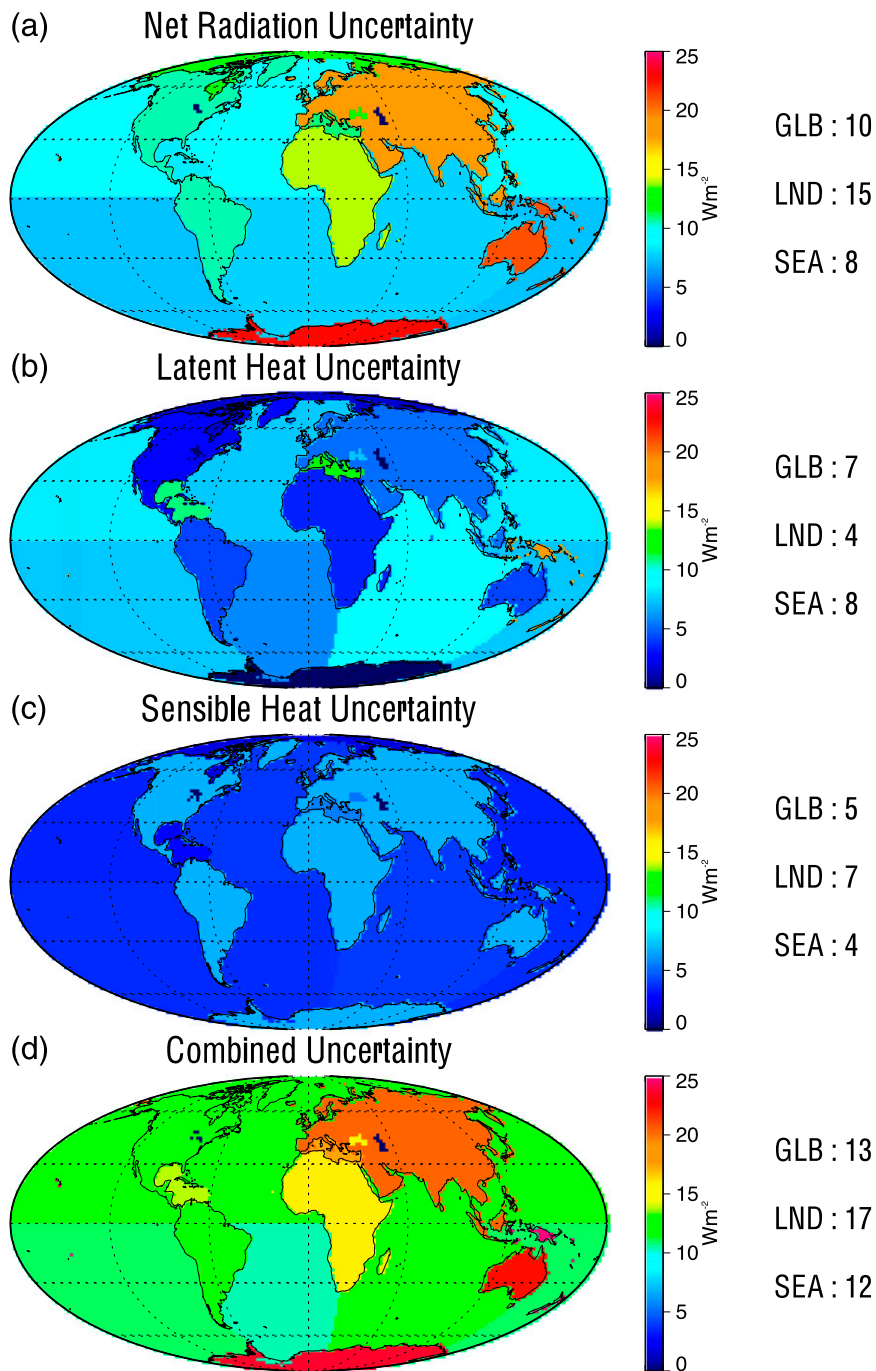 (a) Net Radiation Uncertainty
25
20
15
10
5
0
Wm-2
GLB : 10
LND : 15
SEA : 8
(b) Latent Heat Uncertainty
25
20
15
10
5
0
Wm-2
GLB : 7
LND : 4
SEA : 8
(c) Sensible Heat Uncertainty
25
20
15
10
5
0
Wm-2
GLB : 5
LND : 7
SEA : 4
(d) Combined Uncertainty
25
20
15
10
5
0
Wm-2
GLB : 13
LND : 17
SEA : 12